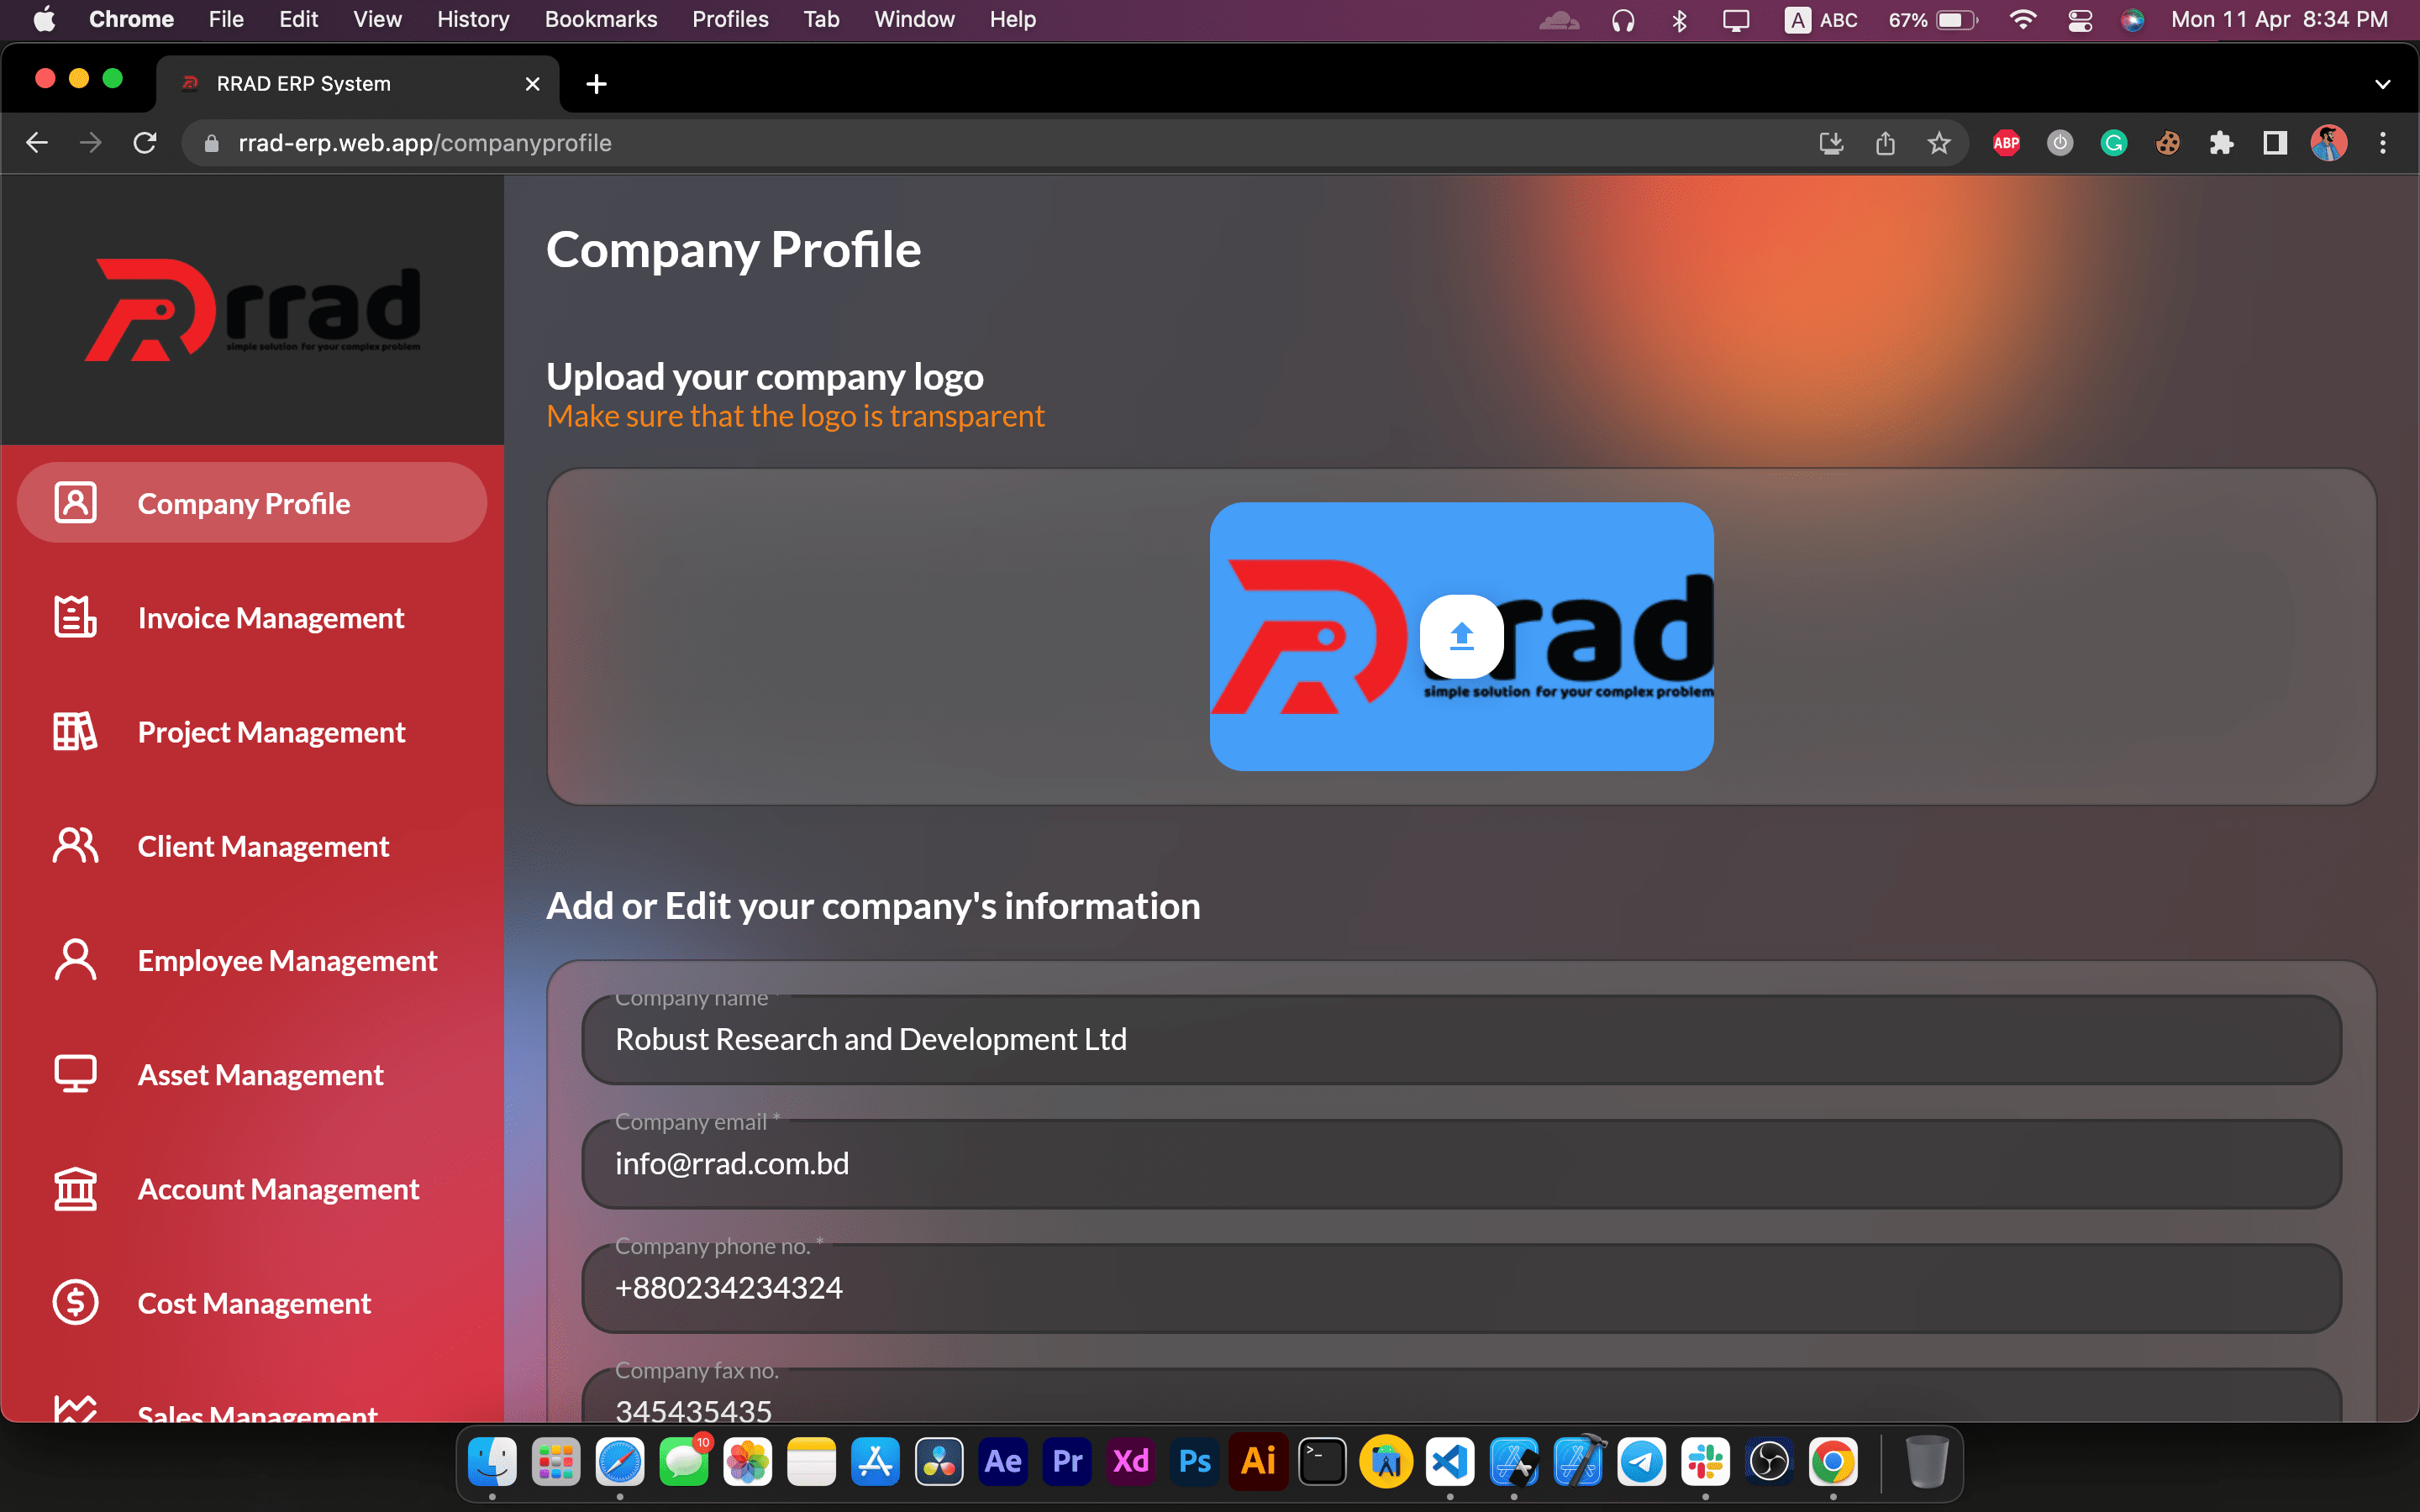 Chrome File Edit View History Bookmarks Profiles Tab Window Help A ABC 67% Mon 11 Apr 8:34 PM
RRAD ERP System
rrad-erp.web.app/companyprofile
ABP
rrad
simple solution for your complex problem
Company Profile
Invoice Management
Project Management
Client Management
Employee Management
Asset Management
Account Management
Cost Management
Sales Management
Company Profile
Upload your company logo
Make sure that the logo is transparent
rad
simple solution for your complex problem
Add or Edit your company's information
Company name *
Robust Research and Development Ltd
Company email *
info@rrad.com.bd
Company phone no. *
+880234234324
Company fax no.
345435435
10
Ae Pr Xd Ps Ai